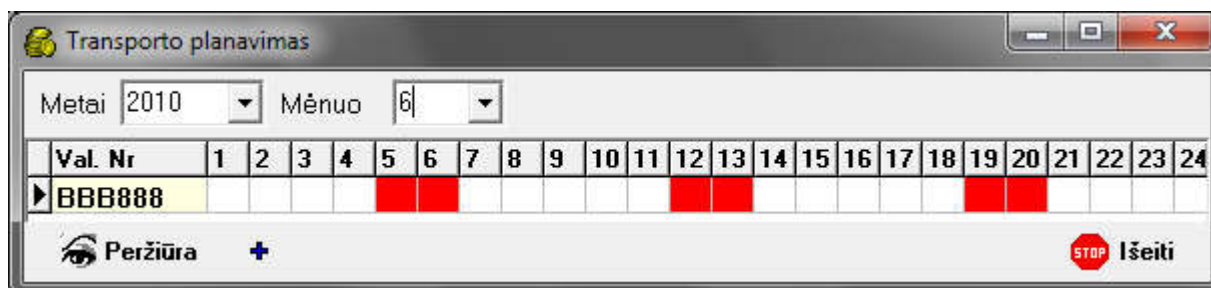 Transporto planavimas
Metai 2010 Mėnuo 6
Val. Nr 1 2 3 4 5 6 7 8 9 10 11 12 13 14 15 16 17 18 19 20 21 22 23 24
BBB888
Peržiūra + STOP Išeiti